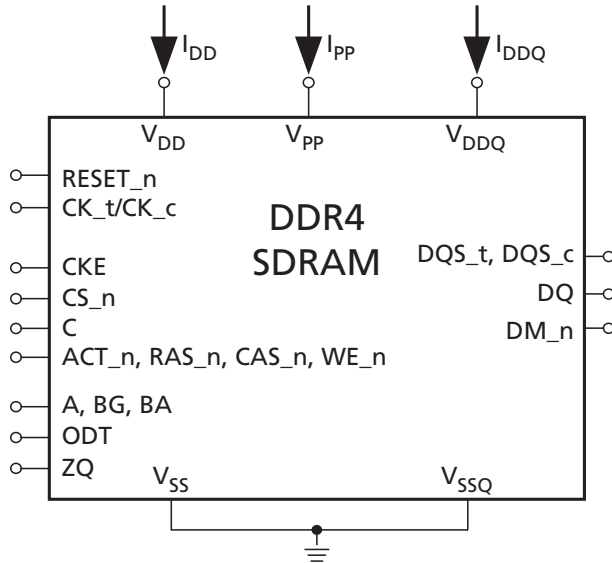 IDD
IPP
IDDQ
VDD
VPP
VDDQ
RESET_n
CK_t/CK_c
DDR4
SDRAM
CKE
CS_n
C
ACT_n, RAS_n, CAS_n, WE_n
A, BG, BA
ODT
ZQ
DQS_t, DQS_c
DQ
DM_n
VSS
VSSQ